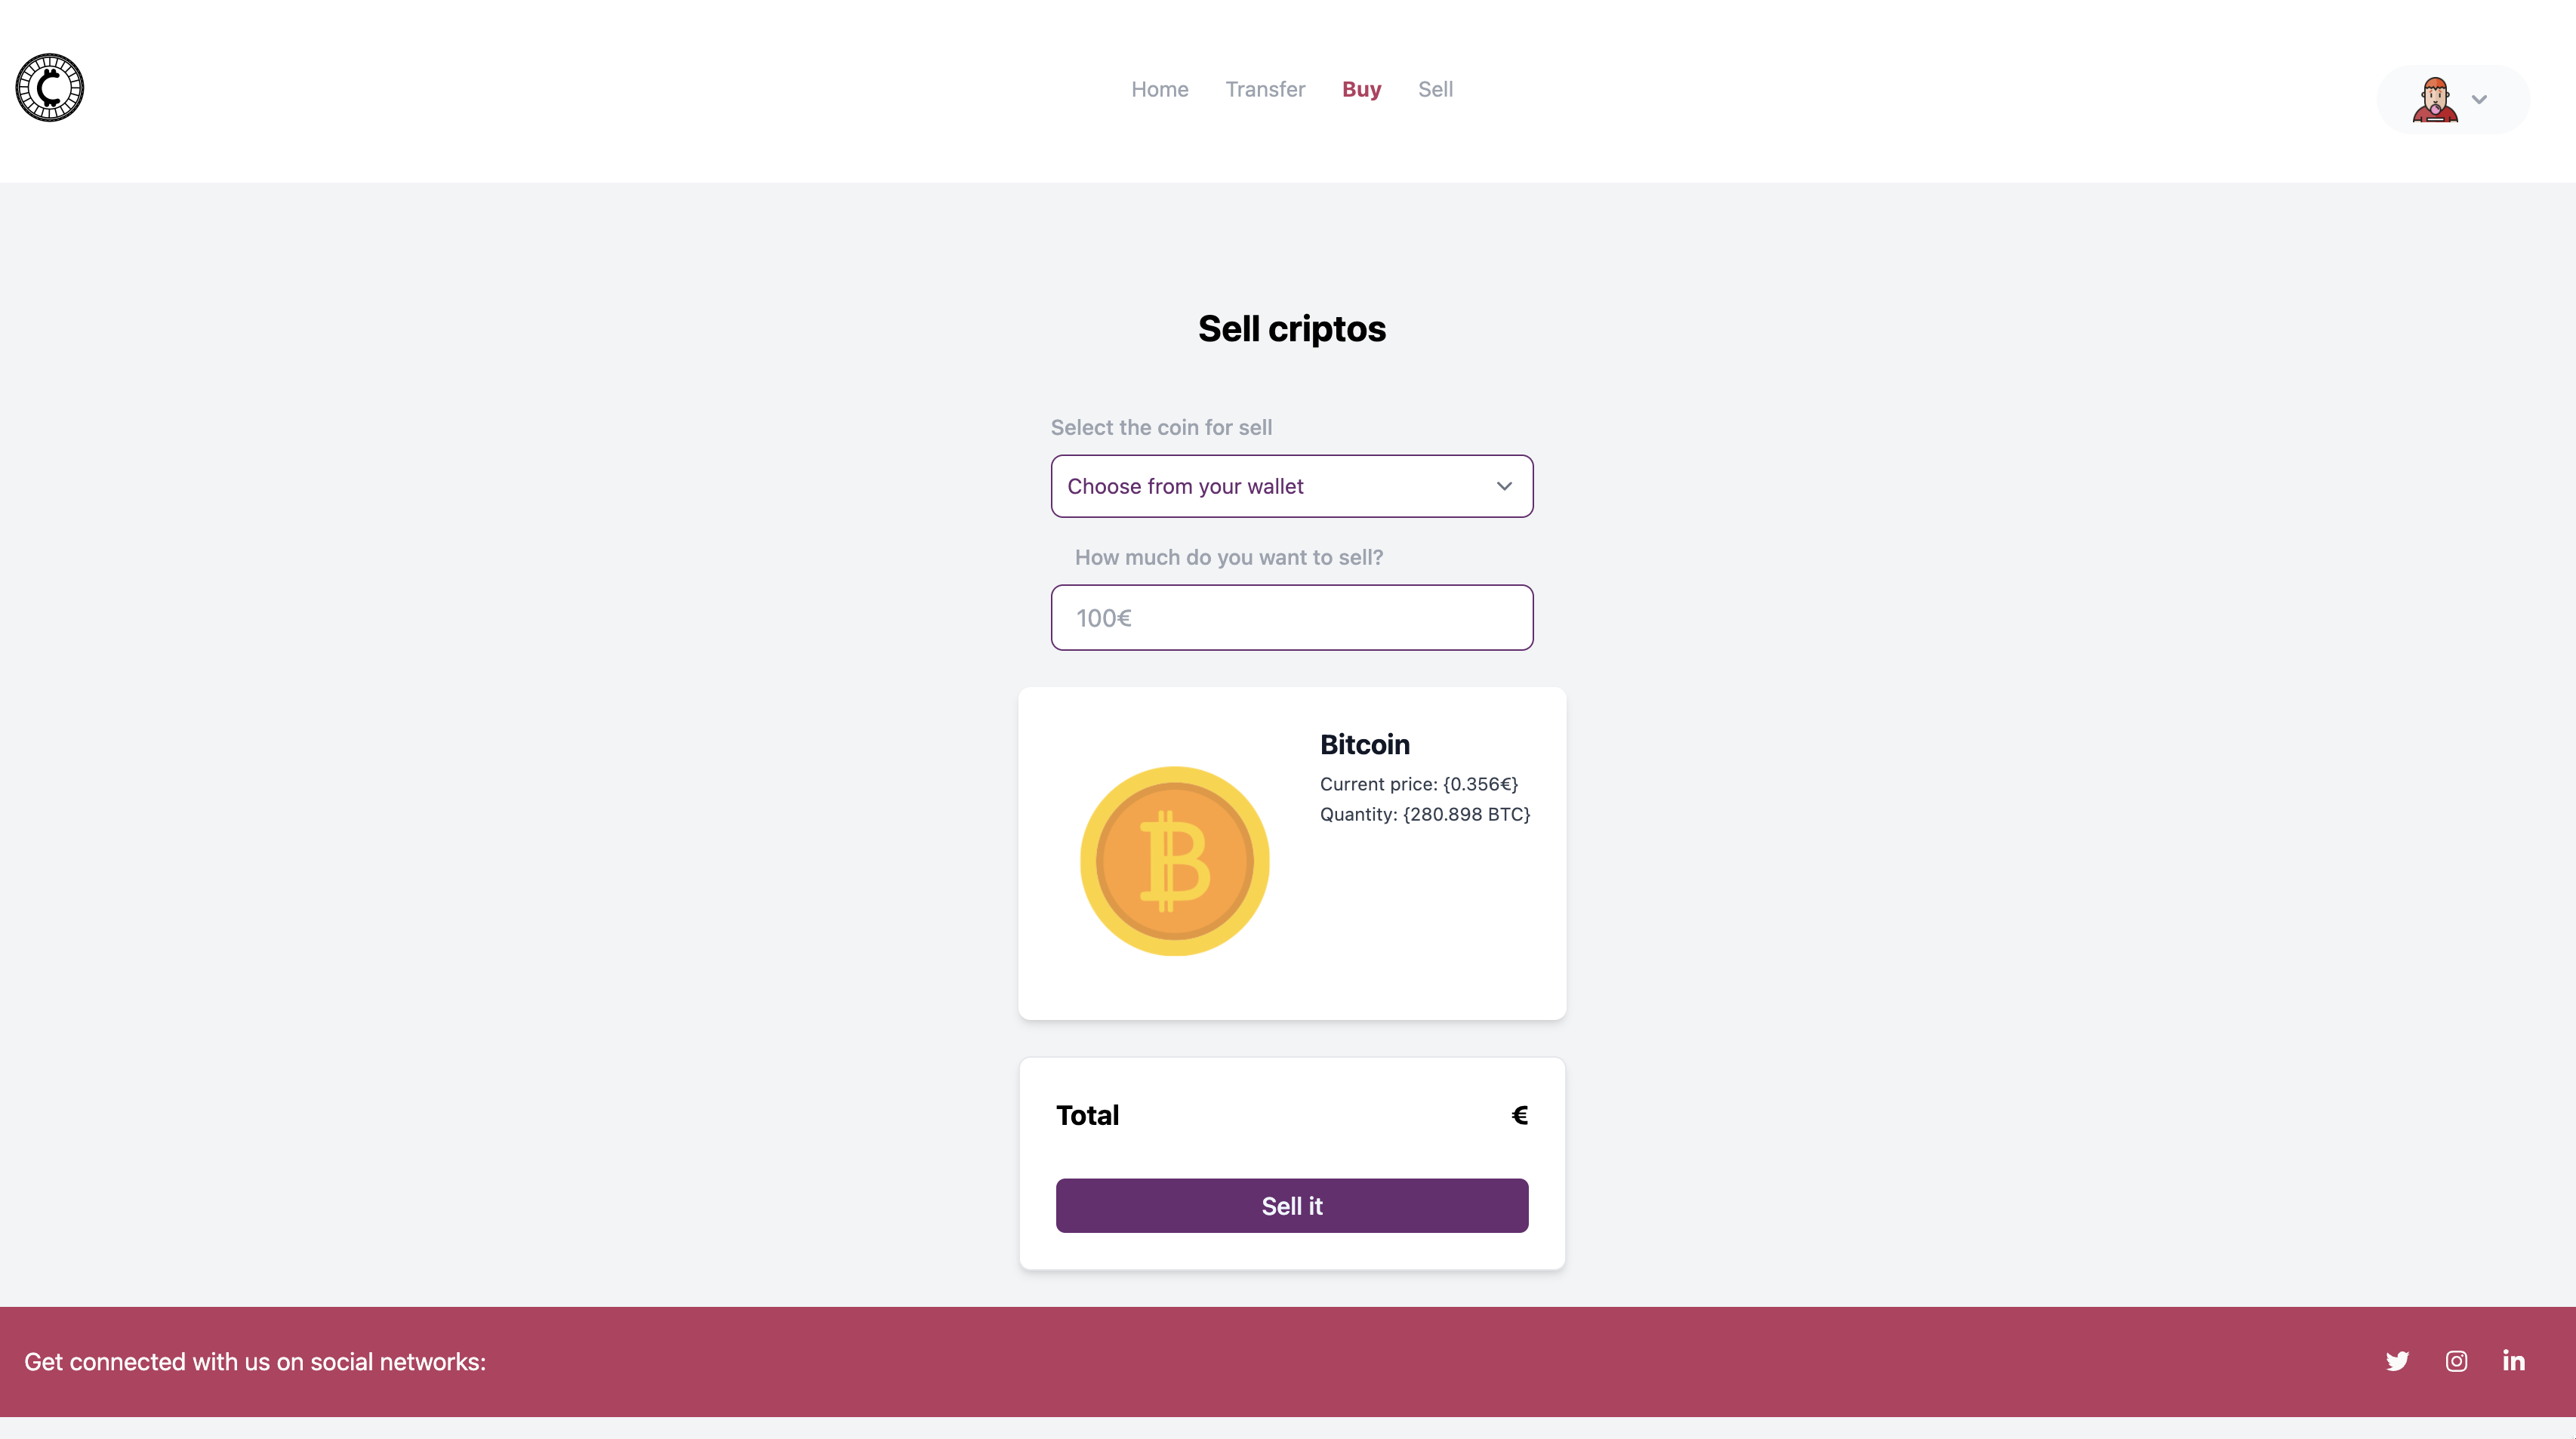 Home Transfer Buy Sell
Sell criptos
Select the coin for sell
Choose from your wallet
How much do you want to sell?
100€
Bitcoin
Current price: {0.356€}
Quantity: {280.898 BTC}
Total €
Sell it
Get connected with us on social networks: